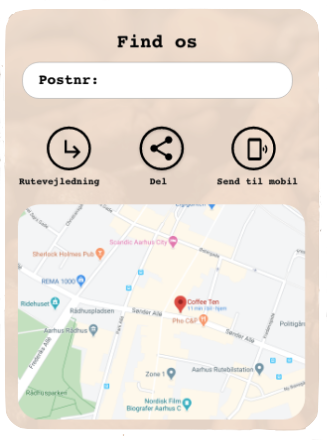 Find os
Postnr:
Rutevejledning
Del
Send til mobil
Scandic Aarhus City
Sherlock Holmes Pub
REMA 1000
Coffee Ten
Ridehuset
Rådhuspladsen
Sønder Allé
Pho C&P
Aarhus Rådhus
Sønder Allé
Park Allé
Frederiks Allé
Zone 1
Aarhus Rutebilstation
Rådhusparken
Nordisk Film
Biografer Aarhus C